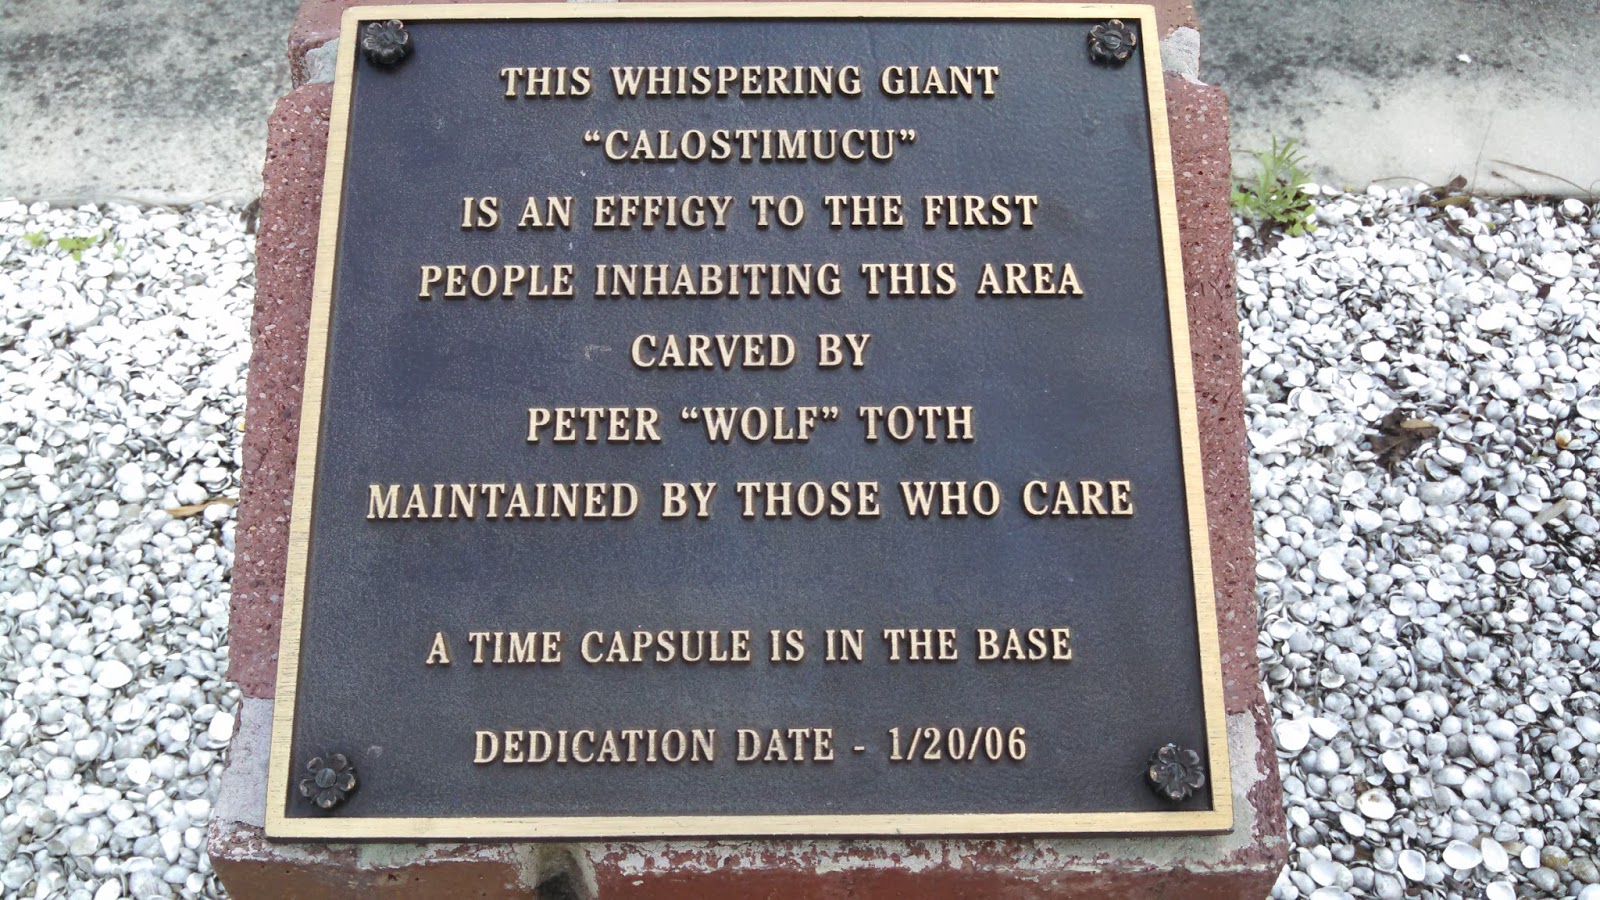 THIS WHISPERING GIANT
“CALOSTIMUCU”
IS AN EFFIGY TO THE FIRST
PEOPLE INHABITING THIS AREA
CARVED BY
PETER “WOLF” TOTH
MAINTAINED BY THOSE WHO CARE
A TIME CAPSULE IS IN THE BASE
DEDICATION DATE - 1/20/06